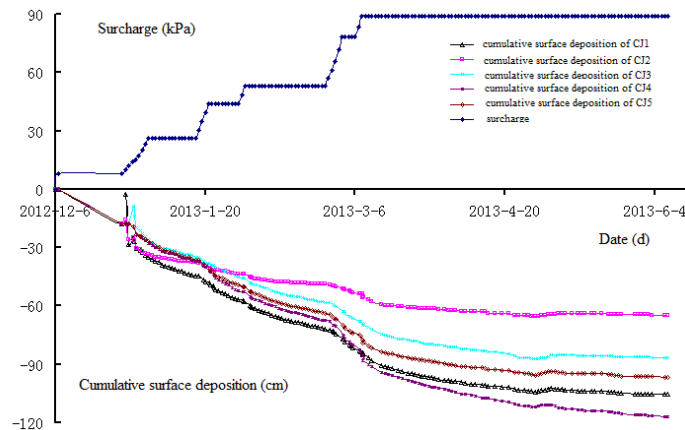 90
Surcharge (kPa)
cumulative surface deposition of CJ1
cumulative surface deposition of CJ2
60
cumulative surface deposition of CJ3
cumulative surface deposition of CJ4
cumulative surface deposition of CJ5
surcharge
30
0
2012-12-6 2013-1-20 2013-3-6 2013-4-20 2013-6-4
Date (d)
-30
-60
-90
Cumulative surface deposition (cm)
-120